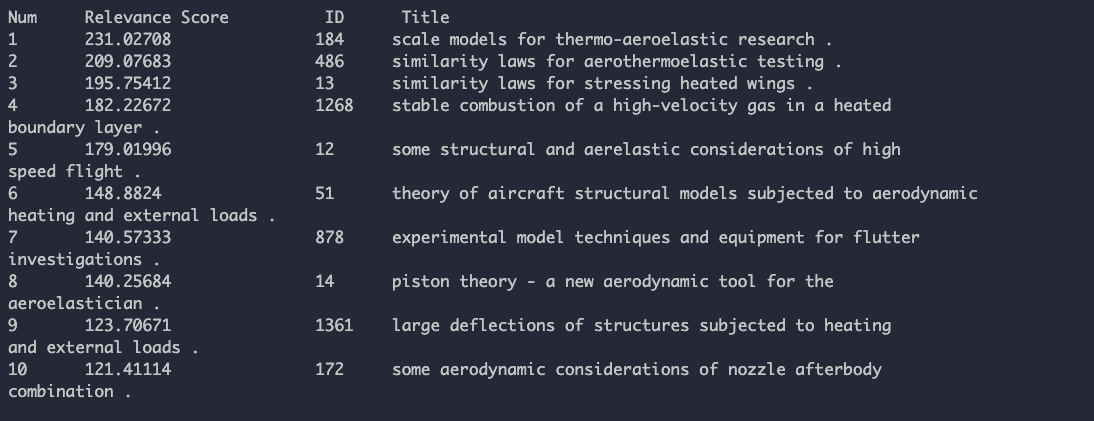 Num Relevance Score ID Title
1 231.02708 184 scale models for thermo-aeroelastic research .
2 209.07683 486 similarity laws for aerothermoelastic testing .
3 195.75412 13 similarity laws for stressing heated wings .
4 182.22672 1268 stable combustion of a high-velocity gas in a heated
boundary layer .
5 179.01996 12 some structural and aerelastic considerations of high
speed flight .
6 148.8824 51 theory of aircraft structural models subjected to aerodynamic
heating and external loads .
7 140.57333 878 experimental model techniques and equipment for flutter
investigations .
8 140.25684 14 piston theory - a new aerodynamic tool for the
aeroelastician .
9 123.70671 1361 large deflections of structures subjected to heating
and external loads .
10 121.41114 172 some aerodynamic considerations of nozzle afterbody
combination .